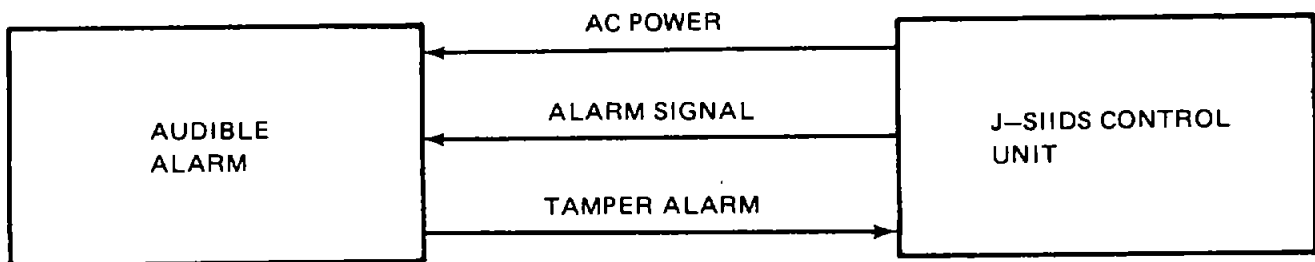 AC POWER
AUDIBLE
ALARM
ALARM SIGNAL
J–SIIDS CONTROL
UNIT
TAMPER ALARM